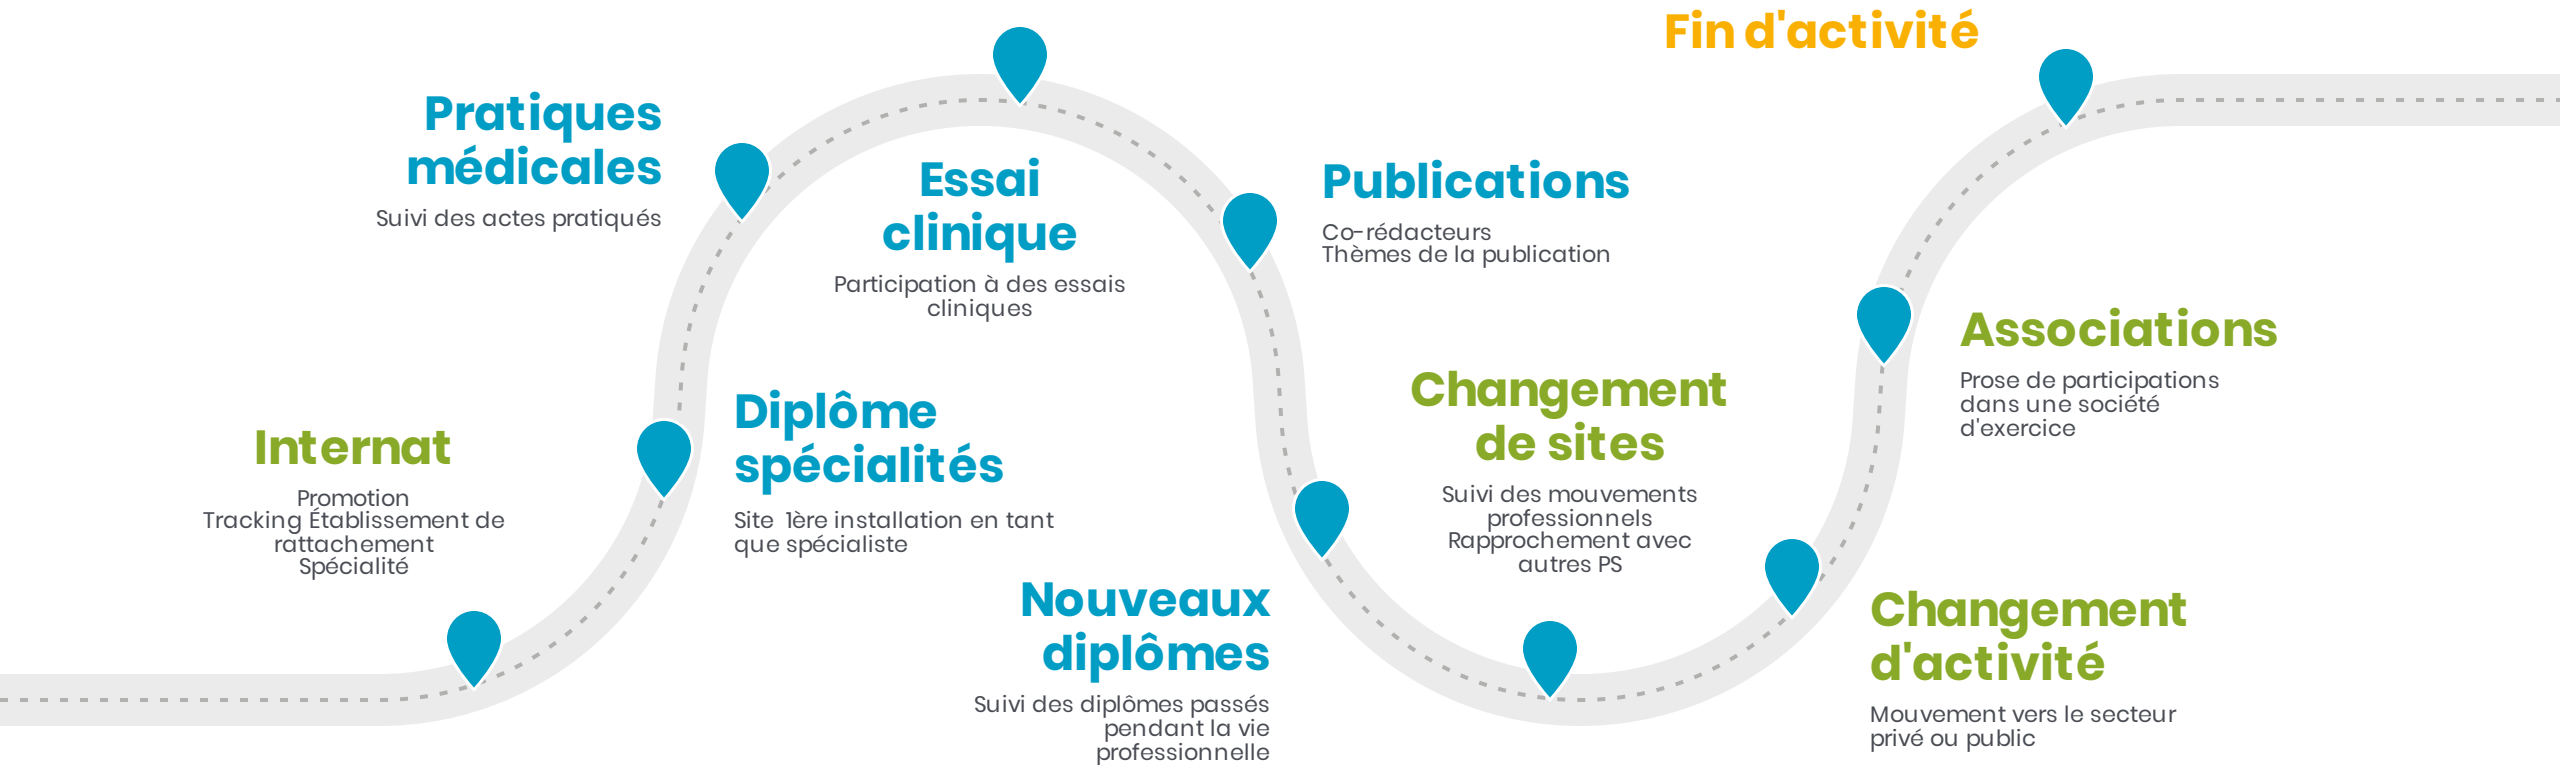 Internat
Promotion
Tracking Établissement de
rattachement
Spécialité
Diplôme
spécialités
Site 1ère installation en tant
que spécialiste
Pratiques
médicales
Suivi des actes pratiqués
Essai
clinique
Participation à des essais
cliniques
Publications
Co-rédacteurs
Thèmes de la publication
Nouveaux
diplômes
Suivi des diplômes passés
pendant la vie
professionnelle
Changement
de sites
Suivi des mouvements
professionnels
Rapprochement avec
autres PS
Changement
d'activité
Mouvement vers le secteur
privé ou public
Associations
Prose de participations
dans une société
d'exercice
Fin d'activité